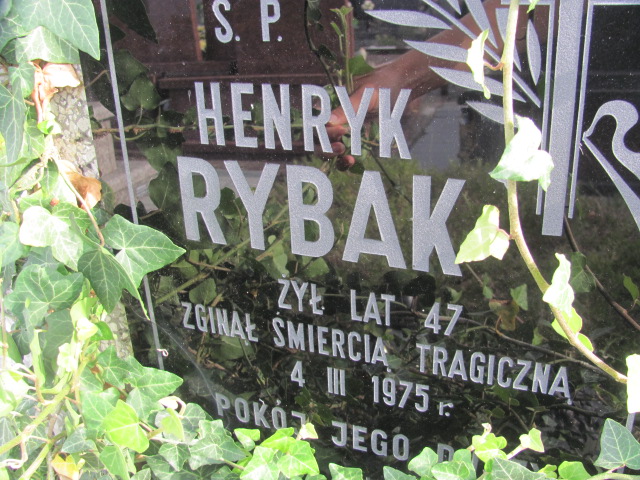 Ś. P.
HENRYK
RYBAK
ŻYŁ LAT 47
ZGINĄŁ ŚMIERCIĄ TRAGICZNĄ
4 III 1975 r.
POKÓJ JEGO